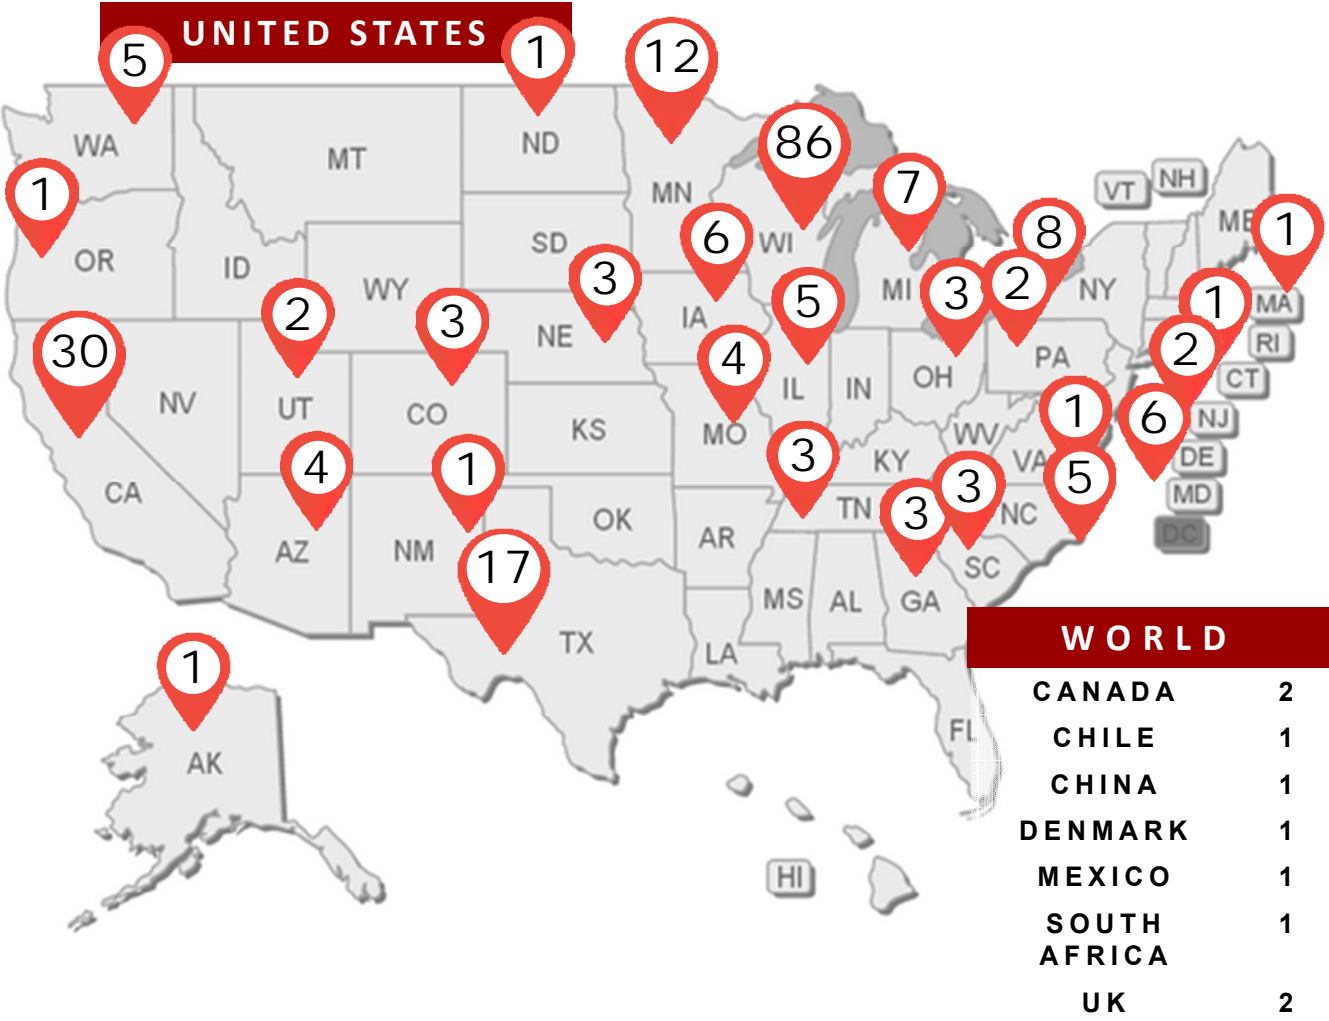 UNITED STATES
5
1
12
86
WA
ND
MT
7
MN
VT
NH
1
8
1
ME
6
WI
SD
OR
ID
3
2
3
MI
NY
WY
5
1
MA
2
3
IA
NE
RI
30
4
2
PA
OH
CT
IL
IN
NV
UT
CO
1
6
NJ
KS
MO
WV
4
1
3
KY
VA
DE
5
3
CA
MD
3
TN
NC
OK
DC
AR
AZ
NM
17
SC
MS
AL
GA
TX
LA
1
FL
AK
HI
WORLD
CANADA 2
CHILE 1
CHINA 1
DENMARK 1
MEXICO 1
SOUTH 1
AFRICA
UK 2